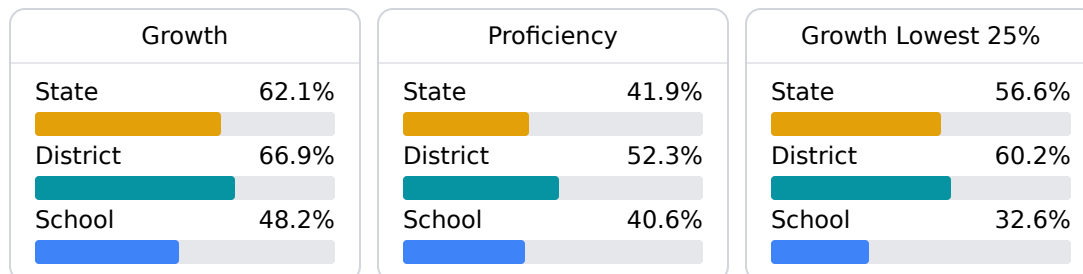 Growth
State 62.1%
District 66.9%
School 48.2%
Proficiency
State 41.9%
District 52.3%
School 40.6%
Growth Lowest 25%
State 56.6%
District 60.2%
School 32.6%